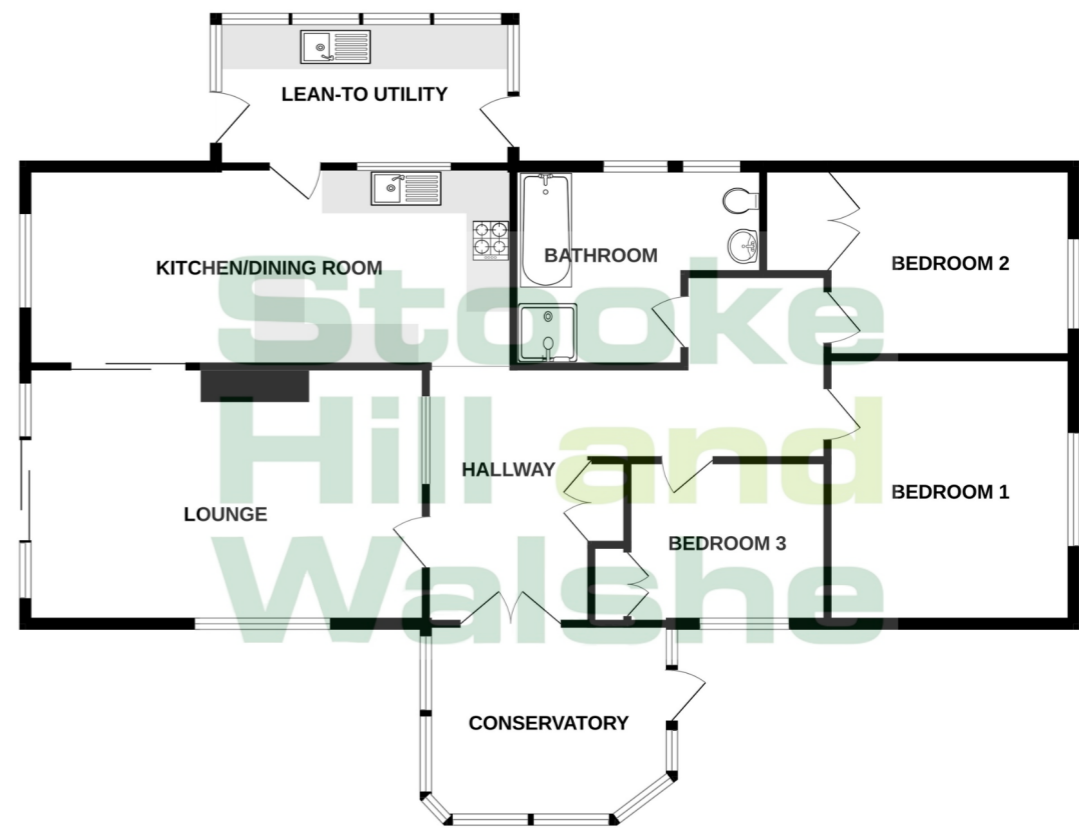 LEAN-TO UTILITY
KITCHEN/DINING ROOM
BATHROOM
BEDROOM 2
Stooke
Hill and
Walshe
HALLWAY
LOUNGE
BEDROOM 1
BEDROOM 3
CONSERVATORY